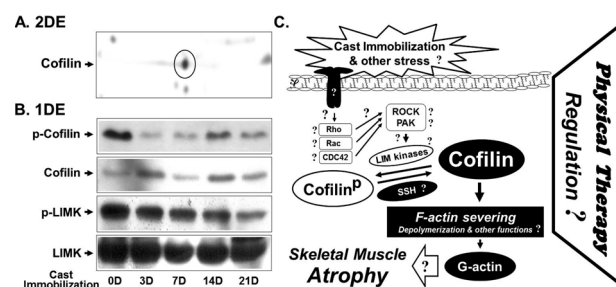 A. 2DE
Cofilin
B. 1DE
p-Cofilin
Cofilin
p-LIMK
LIMK
Cast
Immobilization
0D 3D 7D 14D 21D
C.
Cast Immobilization
& other stress ?
?
? ?
? Rho
? Rac
? CDC42
ROCK ?
PAK ?
? ?
LIM kinases
Cofilin
Cofilinᵖ
SSH ?
F-actin severing
Depolymerization & other functions ?
G-actin
?
Skeletal Muscle
Atrophy
Physical Therapy
Regulation ?